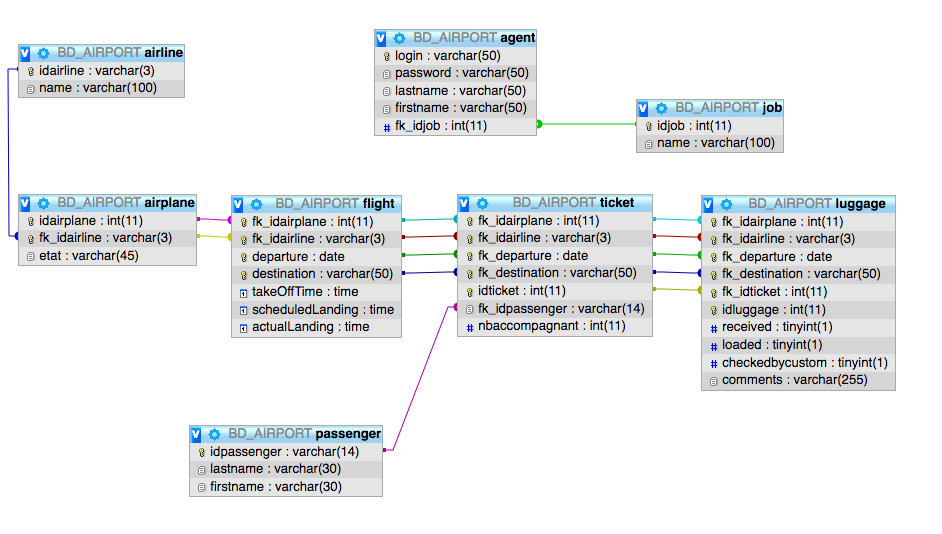 BD_AIRPORT airline
idairline : varchar(3)
name : varchar(100)
BD_AIRPORT agent
login : varchar(50)
password : varchar(50)
lastname : varchar(50)
firstname : varchar(50)
# fk_idjob : int(11)
BD_AIRPORT job
idjob : int(11)
name : varchar(100)
BD_AIRPORT airplane
idairplane : int(11)
fk_idairline : varchar(3)
etat : varchar(45)
BD_AIRPORT flight
fk_idairplane : int(11)
fk_idairline : varchar(3)
departure : date
destination : varchar(50)
takeOffTime : time
scheduledLanding : time
actualLanding : time
BD_AIRPORT ticket
fk_idairplane : int(11)
fk_idairline : varchar(3)
fk_departure : date
fk_destination : varchar(50)
idticket : int(11)
fk_idpassenger : varchar(14)
# nbaccompagnant : int(11)
BD_AIRPORT luggage
fk_idairplane : int(11)
fk_idairline : varchar(3)
fk_departure : date
fk_destination : varchar(50)
fk_idticket : int(11)
idluggage : int(11)
# received : tinyint(1)
# loaded : tinyint(1)
# checkedbycustom : tinyint(1)
comments : varchar(255)
BD_AIRPORT passenger
idpassenger : varchar(14)
lastname : varchar(30)
firstname : varchar(30)